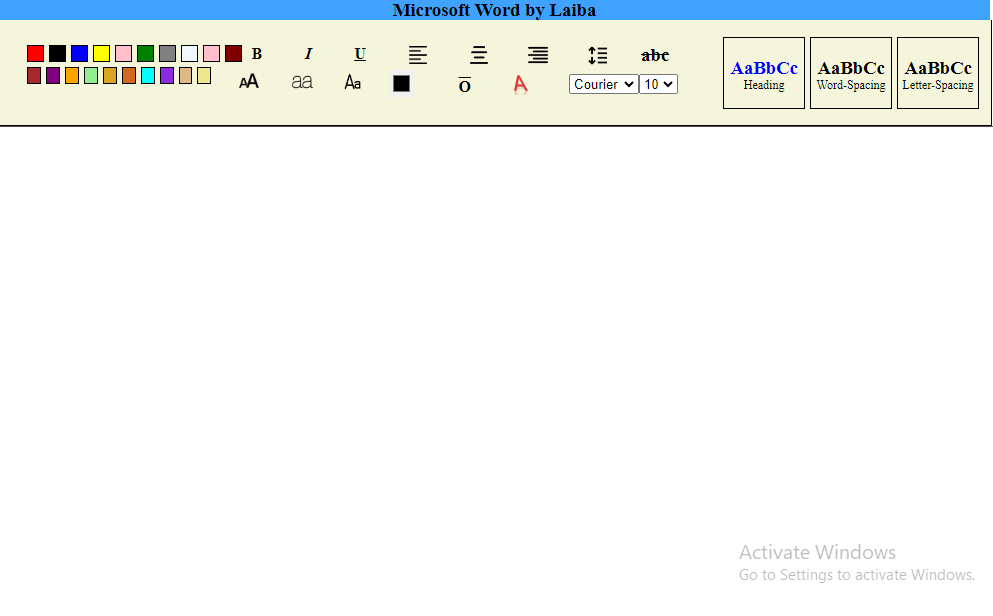 Microsoft Word by Laiba
B I U abc
AA aa Aa O A Courier 10
AaBbCc AaBbCc AaBbCc
Heading Word-Spacing Letter-Spacing
Activate Windows
Go to Settings to activate Windows.